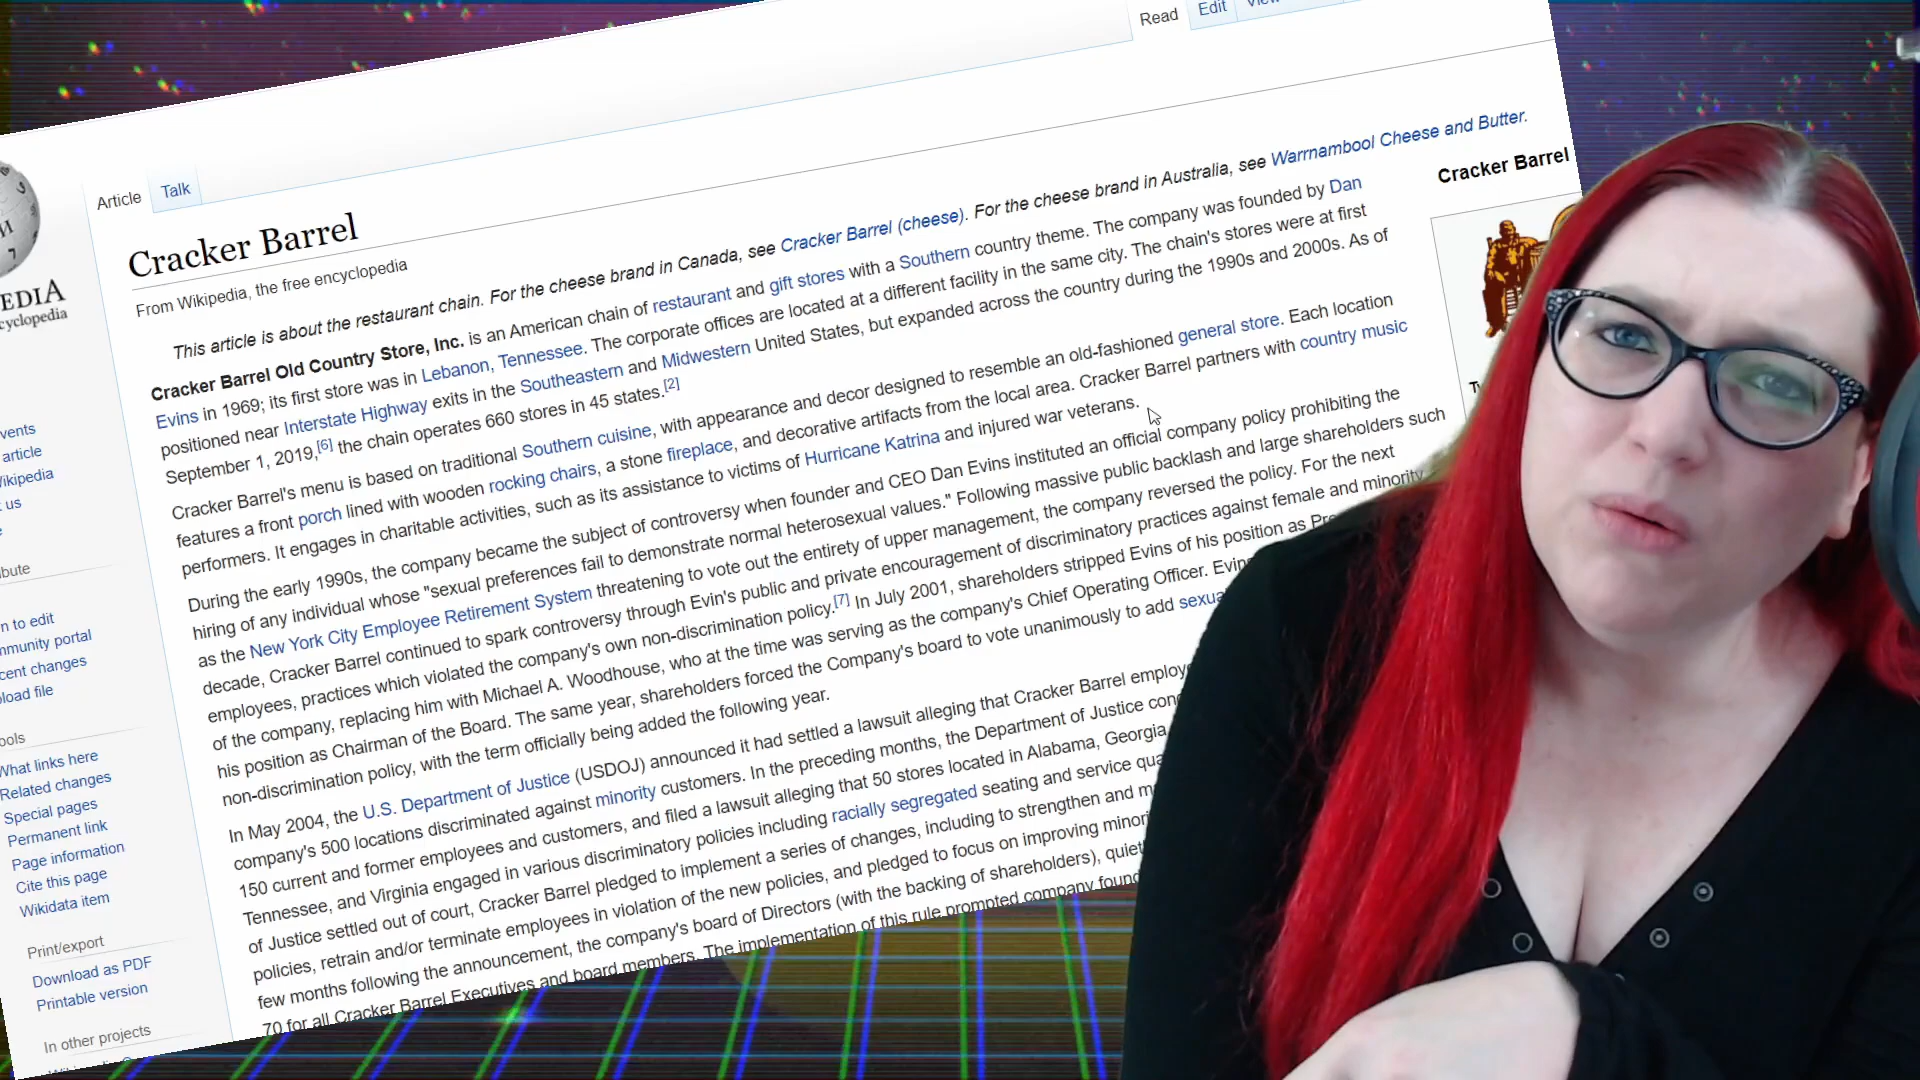 Read Edit
Article Talk
Cracker Barrel
From Wikipedia, the free encyclopedia
This article is about the restaurant chain. For the cheese brand in Canada, see Cracker Barrel (cheese). For the cheese brand in Australia, see Warrnambool Cheese and Butter.
Cracker Barrel Old Country Store, Inc. is an American chain of restaurant and gift stores with a Southern country theme. The company was founded by Dan
Evins in 1969; its first store was in Lebanon, Tennessee. The corporate offices are located at a different facility in the same city. The chain's stores were at first
positioned near Interstate Highway exits in the Southeastern and Midwestern United States, but expanded across the country during the 1990s and 2000s. As of
September 1, 2019,[6] the chain operates 660 stores in 45 states.[2]
Cracker Barrel's menu is based on traditional Southern cuisine, with appearance and decor designed to resemble an old-fashioned general store. Each location
features a front porch lined with wooden rocking chairs, a stone fireplace, and decorative artifacts from the local area. Cracker Barrel partners with country music
performers. It engages in charitable activities, such as its assistance to victims of Hurricane Katrina and injured war veterans.
During the early 1990s, the company became the subject of controversy when founder and CEO Dan Evins instituted an official company policy prohibiting the
hiring of any individual whose "sexual preferences fail to demonstrate normal heterosexual values." Following massive public backlash and large shareholders such
as the New York City Employee Retirement System threatening to vote out the entirety of upper management, the company reversed the policy. For the next
decade, Cracker Barrel continued to spark controversy through Evin's public and private encouragement of discriminatory practices against female and minority
employees, practices which violated the company's own non-discrimination policy.[7] In July 2001, shareholders stripped Evins of his position as
of the company, replacing him with Michael A. Woodhouse, who at the time was serving as the company's Chief Operating Officer.
his position as Chairman of the Board. The same year, shareholders forced the Company's board to vote unanimously to add
non-discrimination policy, with the term officially being added the following year.
In May 2004, the U.S. Department of Justice (USDOJ) announced it had settled a lawsuit alleging that Cracker Barrel
company's 500 locations discriminated against minority customers. In the preceding months, the Department of Justice
150 current and former employees and customers, and filed a lawsuit alleging that 50 stores located in Alabama, Georgia,
Tennessee, and Virginia engaged in various discriminatory policies including racially segregated seating and service
of Justice settled out of court, Cracker Barrel pledged to implement a series of changes, including to strengthen and
policies, retrain and/or terminate employees in violation of the new policies, and pledged to focus on improving
few months following the announcement, the company's board of Directors (with the backing of shareholders),
70 for all Cracker Barrel Executives and board members. The implementation of this rule prompted company
Cracker Barrel
article
What links here
Related changes
Special pages
Permanent link
Page information
Cite this page
Wikidata item
Print/export
Download as PDF
Printable version
In other projects